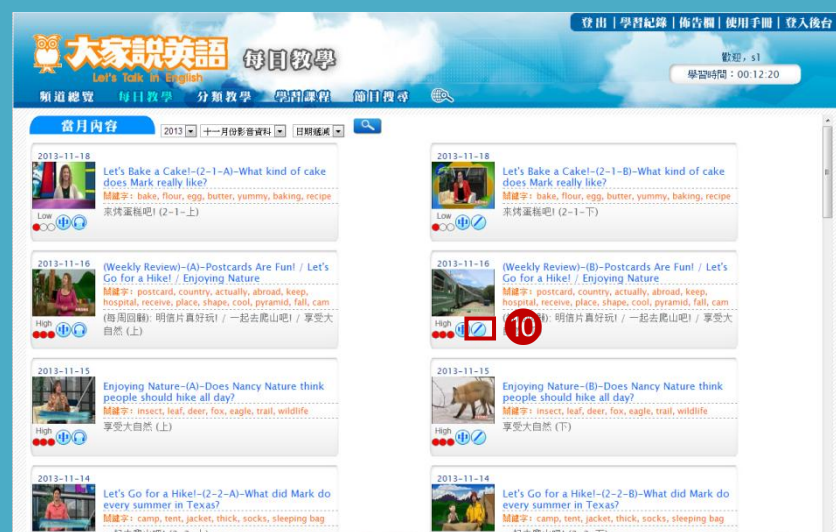 登出 | 學習紀錄 | 佈告欄 | 使用手冊 | 登入後台
大家說英語 每日教學
Let's Talk in English
歡迎, s1
學習時間：00:12:20
頻道總覽 每日教學 分類教學 學習課程 節目搜尋
當月內容 2013 十一月份影音資料 日期遞減
2013-11-18
Let's Bake a Cake!-(2-1-A)-What kind of cake
does Mark really like?
關鍵字: bake, flour, egg, butter, yummy, baking, recipe
Low
來烤蛋糕吧! (2-1-上)
2013-11-18
Let's Bake a Cake!-(2-1-B)-What kind of cake
does Mark really like?
關鍵字: bake, flour, egg, butter, yummy, baking, recipe
Low
來烤蛋糕吧! (2-1-下)
2013-11-16
(Weekly Review)-(A)-Postcards Are Fun! / Let's
Go for a Hike! / Enjoying Nature
關鍵字: postcard, country, actually, abroad, keep,
hospital, receive, place, shape, cool, pyramid, fall, cam
High
(每周回顧): 明信片真好玩! / 一起去爬山吧! / 享受大
自然 (上)
2013-11-16
(Weekly Review)-(B)-Postcards Are Fun! / Let's
Go for a Hike! / Enjoying Nature
關鍵字: postcard, country, actually, abroad, keep,
hospital, receive, place, shape, cool, pyramid, fall, cam
High
10
明信片真好玩! / 一起去爬山吧! / 享受大
2013-11-15
Enjoying Nature-(A)-Does Nancy Nature think
people should hike all day?
關鍵字: insect, leaf, deer, fox, eagle, trail, wildlife
High
享受大自然 (上)
2013-11-15
Enjoying Nature-(B)-Does Nancy Nature think
people should hike all day?
關鍵字: insect, leaf, deer, fox, eagle, trail, wildlife
High
享受大自然 (下)
2013-11-14
Let's Go for a Hike!-(2-2-A)-What did Mark do
every summer in Texas?
關鍵字: camp, tent, jacket, thick, socks, sleeping bag
2013-11-14
Let's Go for a Hike!-(2-2-B)-What did Mark do
every summer in Texas?
關鍵字: camp, tent, jacket, thick, socks, sleeping bag